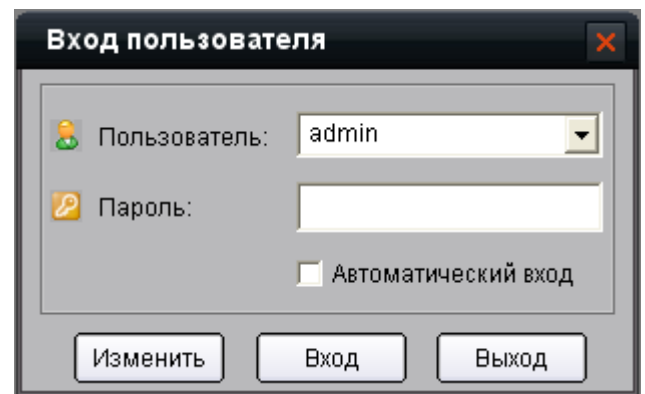 Вход пользователя
Пользователь: admin
Пароль:
Автоматический вход
Изменить Вход Выход